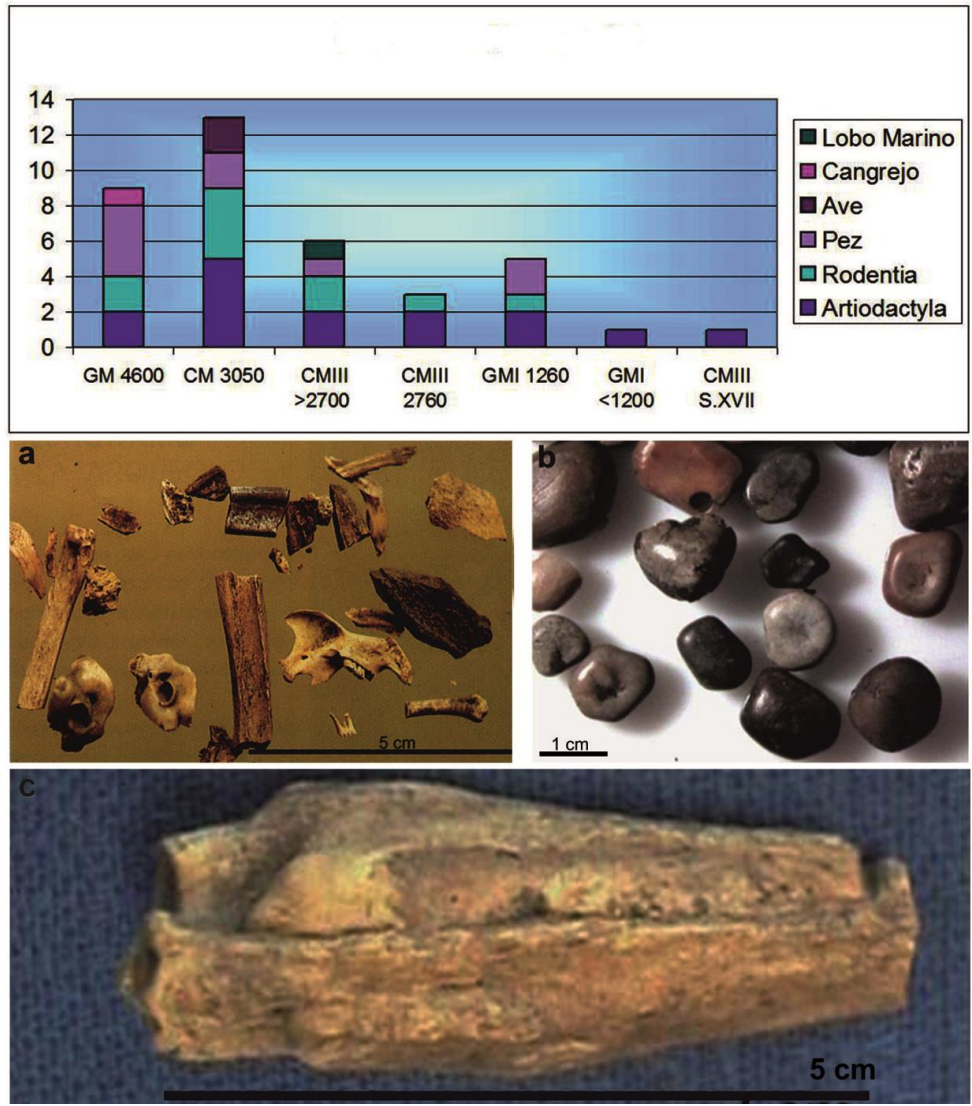 14
12
10
8
6
4
2
0
GM 4600
CM 3050
CMIII
>2700
CMIII
2760
GMI 1260
GMI
<1200
CMIII
S.XVII
Lobo Marino
Cangrejo
Ave
Pez
Rodentia
Artiodactyla
a
5 cm
b
1 cm
c
5 cm